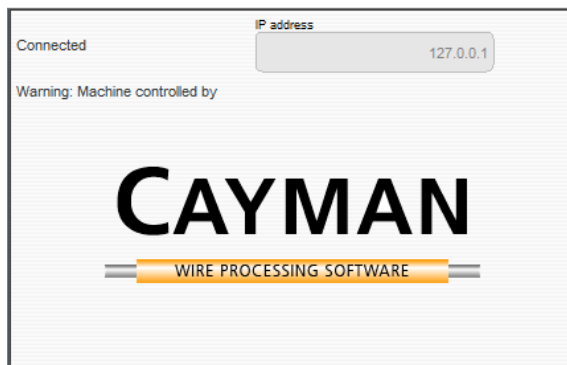 IP address
Connected
127.0.0.1
Warning: Machine controlled by
CAYMAN
WIRE PROCESSING SOFTWARE